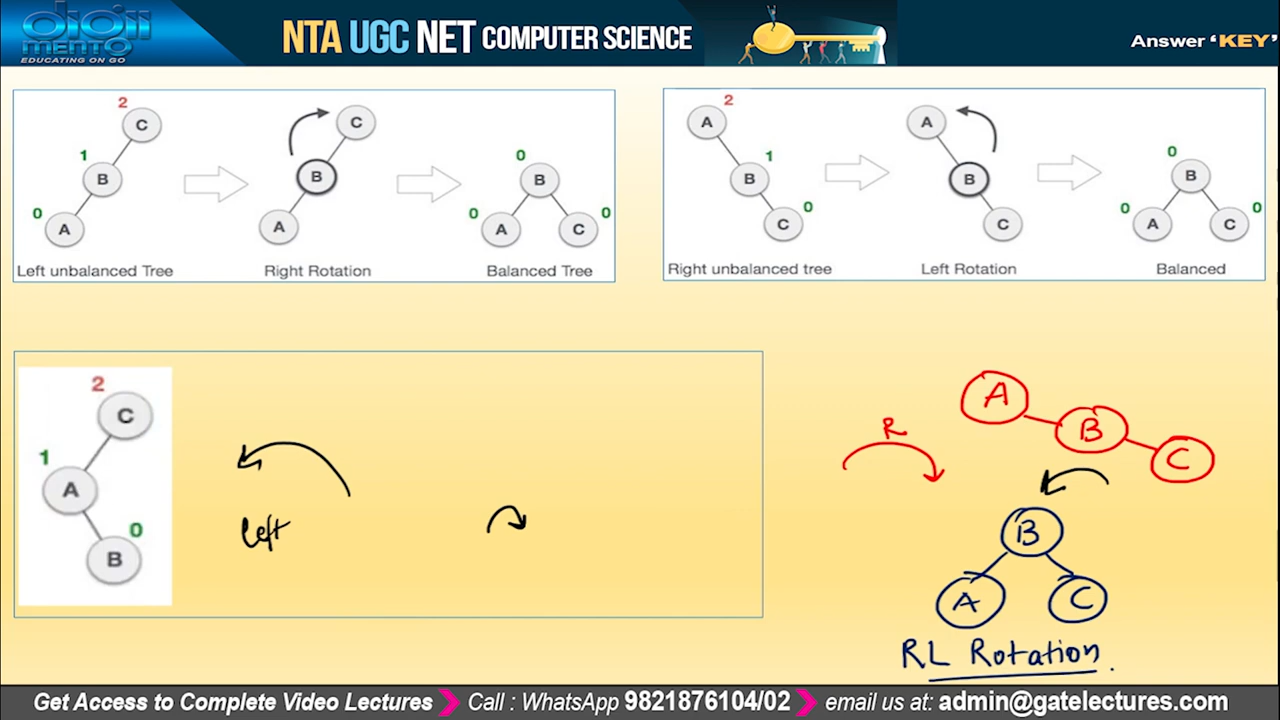 didji
MENTO
EDUCATING ON GO
NTA UGC NET COMPUTER SCIENCE
Answer ‘KEY’
2
C
1
B
0
A
Left unbalanced Tree
C
B
A
Right Rotation
0
B
0
A
C
0
Balanced Tree
2
A
1
B
0
C
Right unbalanced tree
A
B
C
Left Rotation
0
B
0
A
C
0
Balanced
2
C
1
A
0
B
Left
R
A
B
C
B
A
C
RL Rotation.
Get Access to Complete Video Lectures Call : WhatsApp 9821876104/02 email us at: admin@gatelectures.com